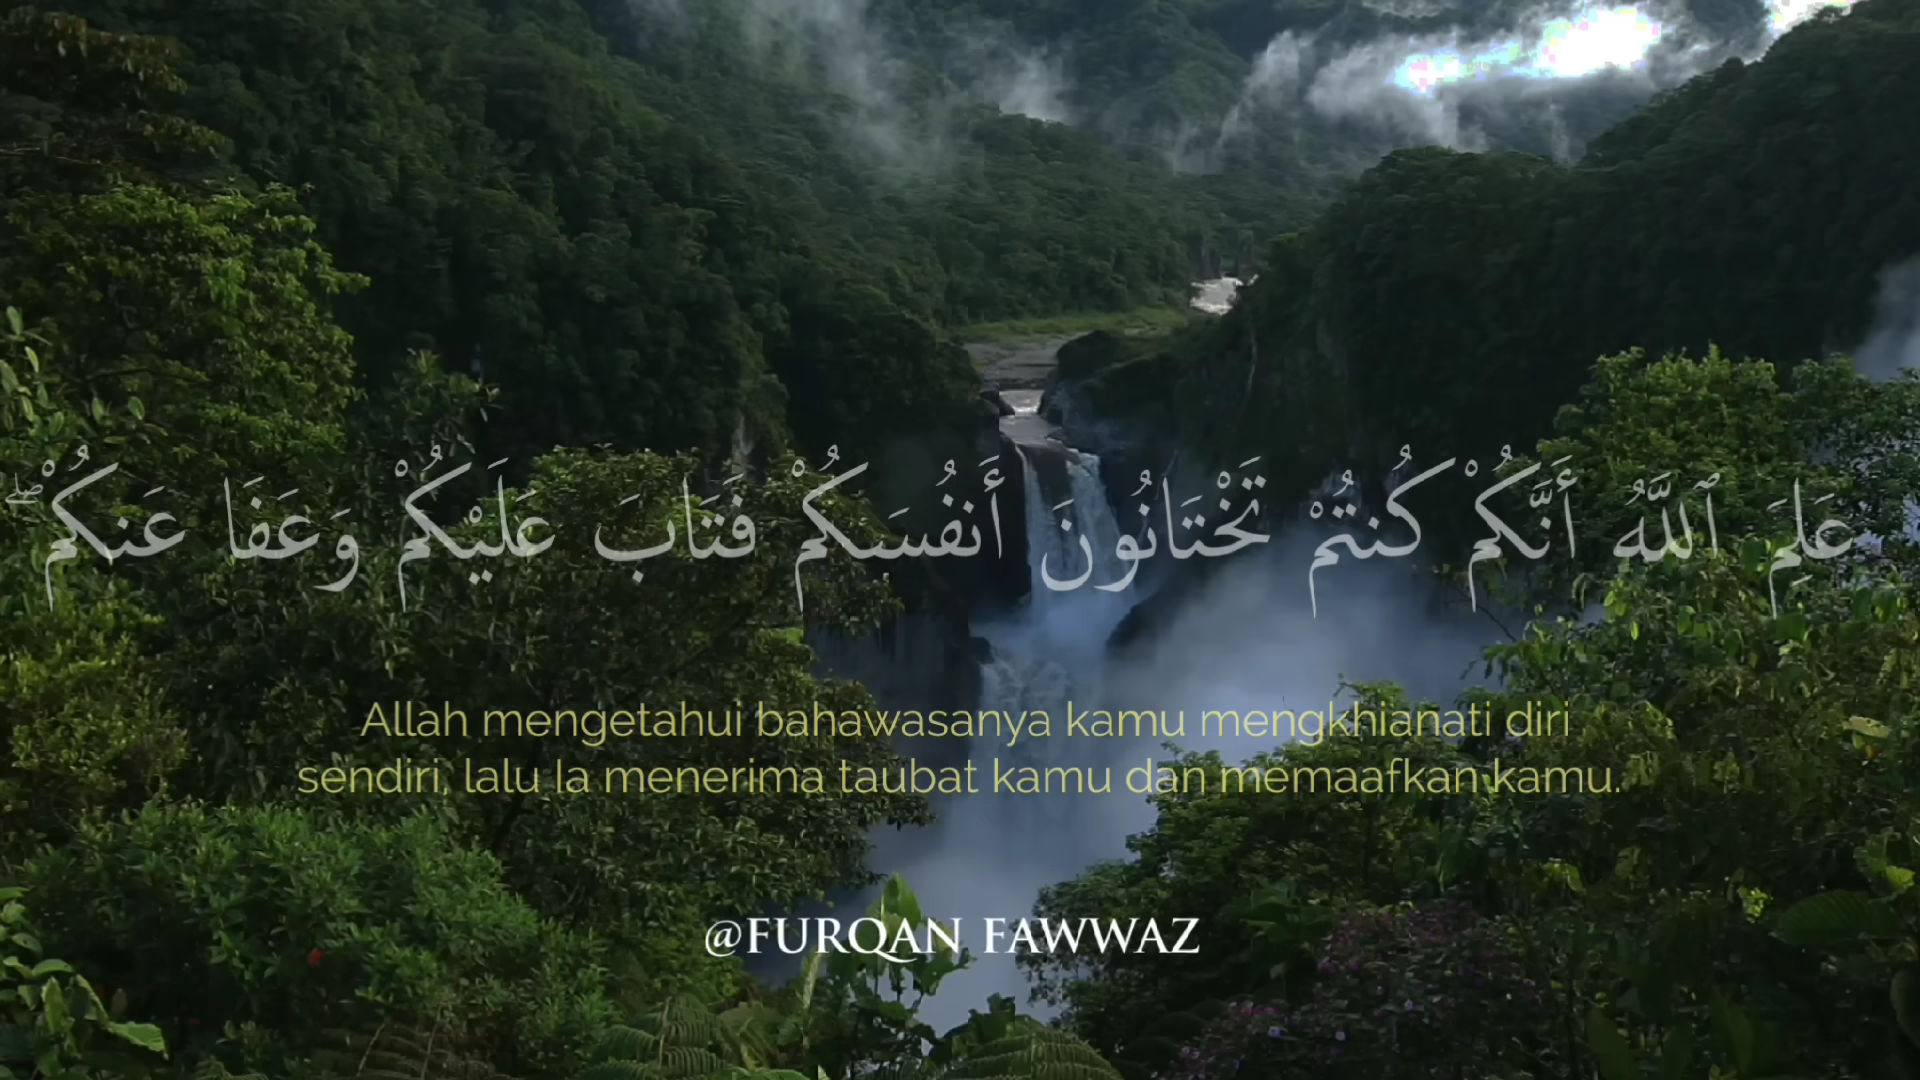 عَلِمَ ٱللَّهُ أَنَّكُمْ كُنتُمْ تَخْتَانُونَ أَنفُسَكُمْ فَتَابَ عَلَيْكُمْ وَعَفَا عَنكُمْ ۖ
Allah mengetahui bahawasanya kamu mengkhianati diri
sendiri, lalu Ia menerima taubat kamu dan memaafkan kamu.
@FURQAN FAWWAZ